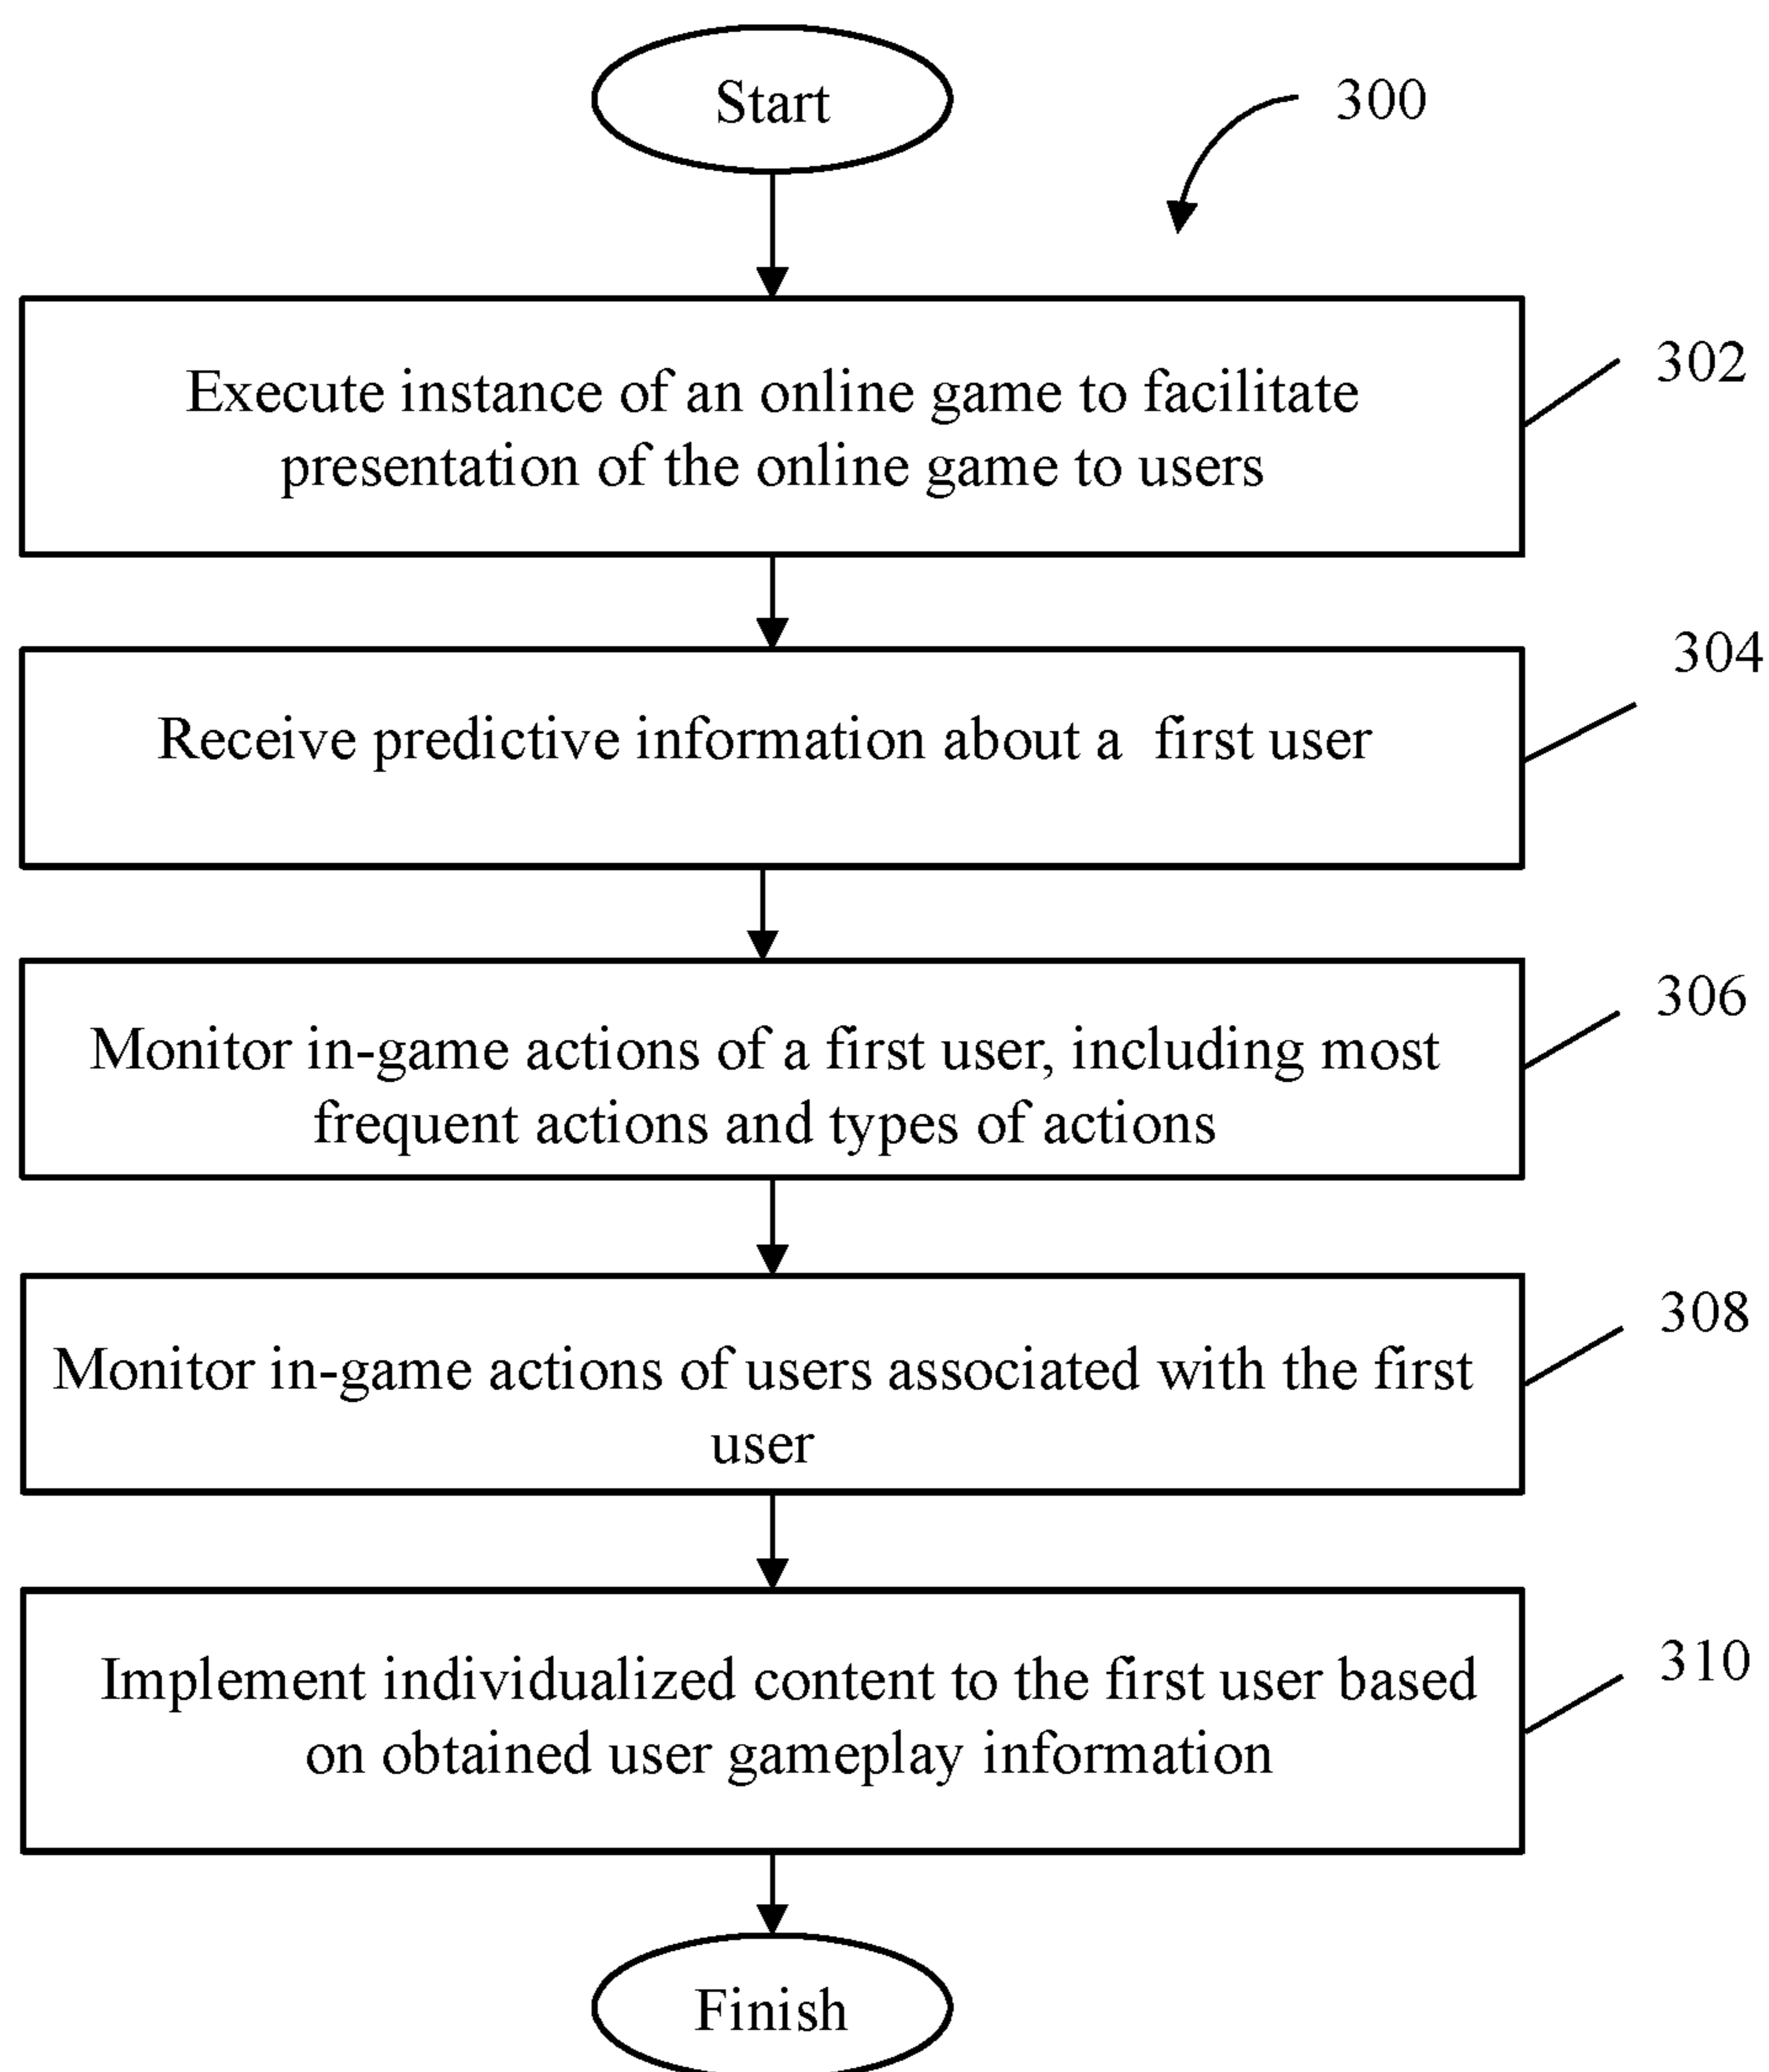 Start
300
Execute instance of an online game to facilitate
presentation of the online game to users
302
Receive predictive information about a first user
304
Monitor in-game actions of a first user, including most
frequent actions and types of actions
306
Monitor in-game actions of users associated with the first
user
308
Implement individualized content to the first user based
on obtained user gameplay information
310
Finish